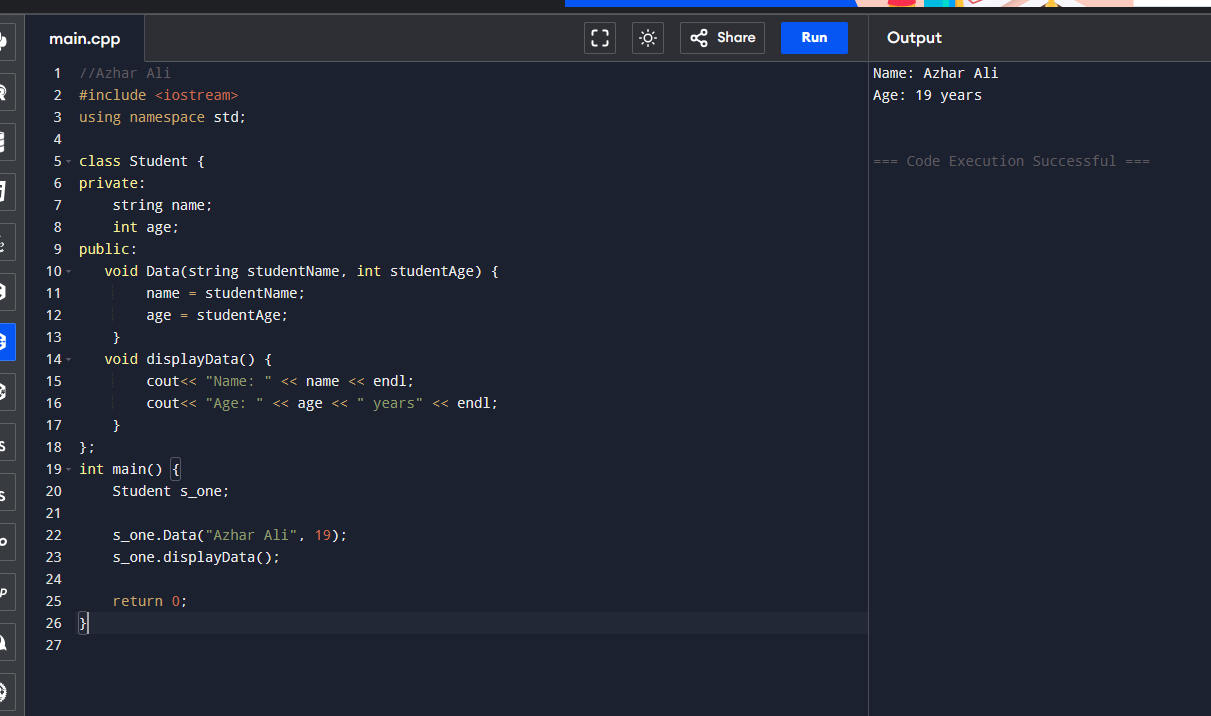 main.cpp
Share
Run
Output
1 //Azhar Ali
2 #include <iostream>
3 using namespace std;
4
5 class Student {
6 private:
7     string name;
8     int age;
9 public:
10    void Data(string studentName, int studentAge) {
11         name = studentName;
12         age = studentAge;
13     }
14    void displayData() {
15         cout<< "Name: " << name << endl;
16         cout<< "Age: " << age << " years" << endl;
17     }
18 };
19 int main() {
20     Student s_one;
21
22     s_one.Data("Azhar Ali", 19);
23     s_one.displayData();
24
25     return 0;
26 }
27
Name: Azhar Ali
Age: 19 years
=== Code Execution Successful ===